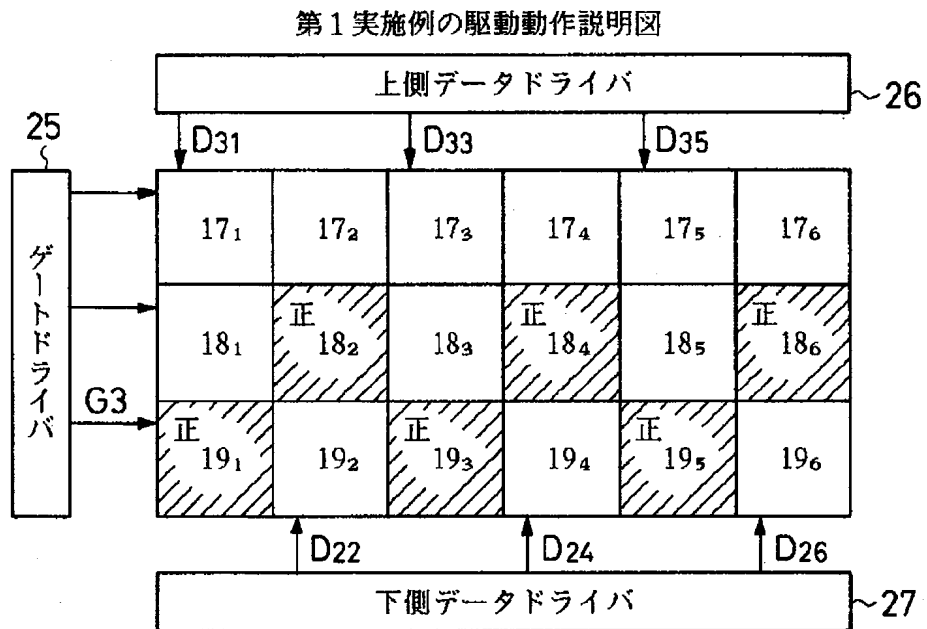 第1実施例の駆動動作説明図
上側データドライバ
26
25
D31 D33 D35
ゲートドライバ
17₁ 17₂ 17₃ 17₄ 17₅ 17₆
正 正 正
18₁ 18₂ 18₃ 18₄ 18₅ 18₆
G3
正 正 正
19₁ 19₂ 19₃ 19₄ 19₅ 19₆
D22 D24 D26
下側データドライバ
27